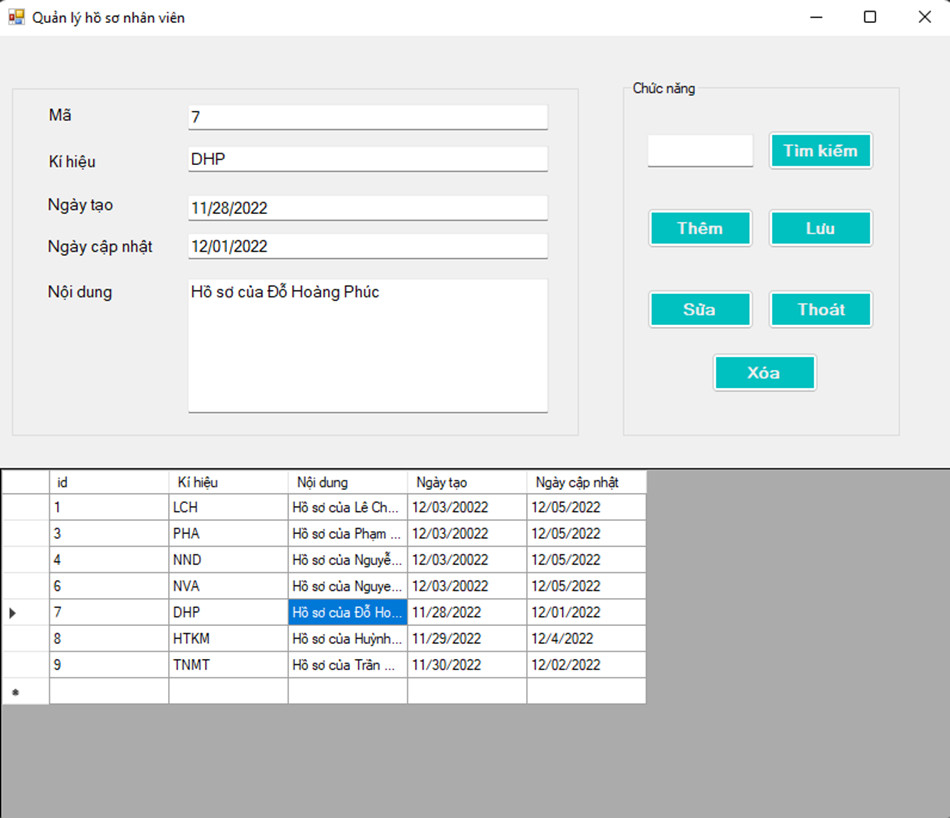 Quản lý hồ sơ nhân viên
Chức năng
Mã 7
Kí hiệu DHP
Ngày tạo 11/28/2022
Ngày cập nhật 12/01/2022
Nội dung Hồ sơ của Đỗ Hoàng Phúc
Tìm kiếm
Thêm Lưu
Sữa Thoát
Xóa
id Kí hiệu Nội dung Ngày tạo Ngày cập nhật
1 LCH Hồ sơ của Lê Ch... 12/03/20022 12/05/2022
3 PHA Hồ sơ của Phạm ... 12/03/20022 12/05/2022
4 NND Hồ sơ của Nguyễ... 12/03/20022 12/05/2022
6 NVA Hồ sơ của Nguye... 12/03/20022 12/05/2022
7 DHP Hồ sơ của Đỗ Ho... 11/28/2022 12/01/2022
8 HTKM Hồ sơ của Huỳnh... 11/29/2022 12/4/2022
9 TNMT Hồ sơ của Trần ... 11/30/2022 12/02/2022